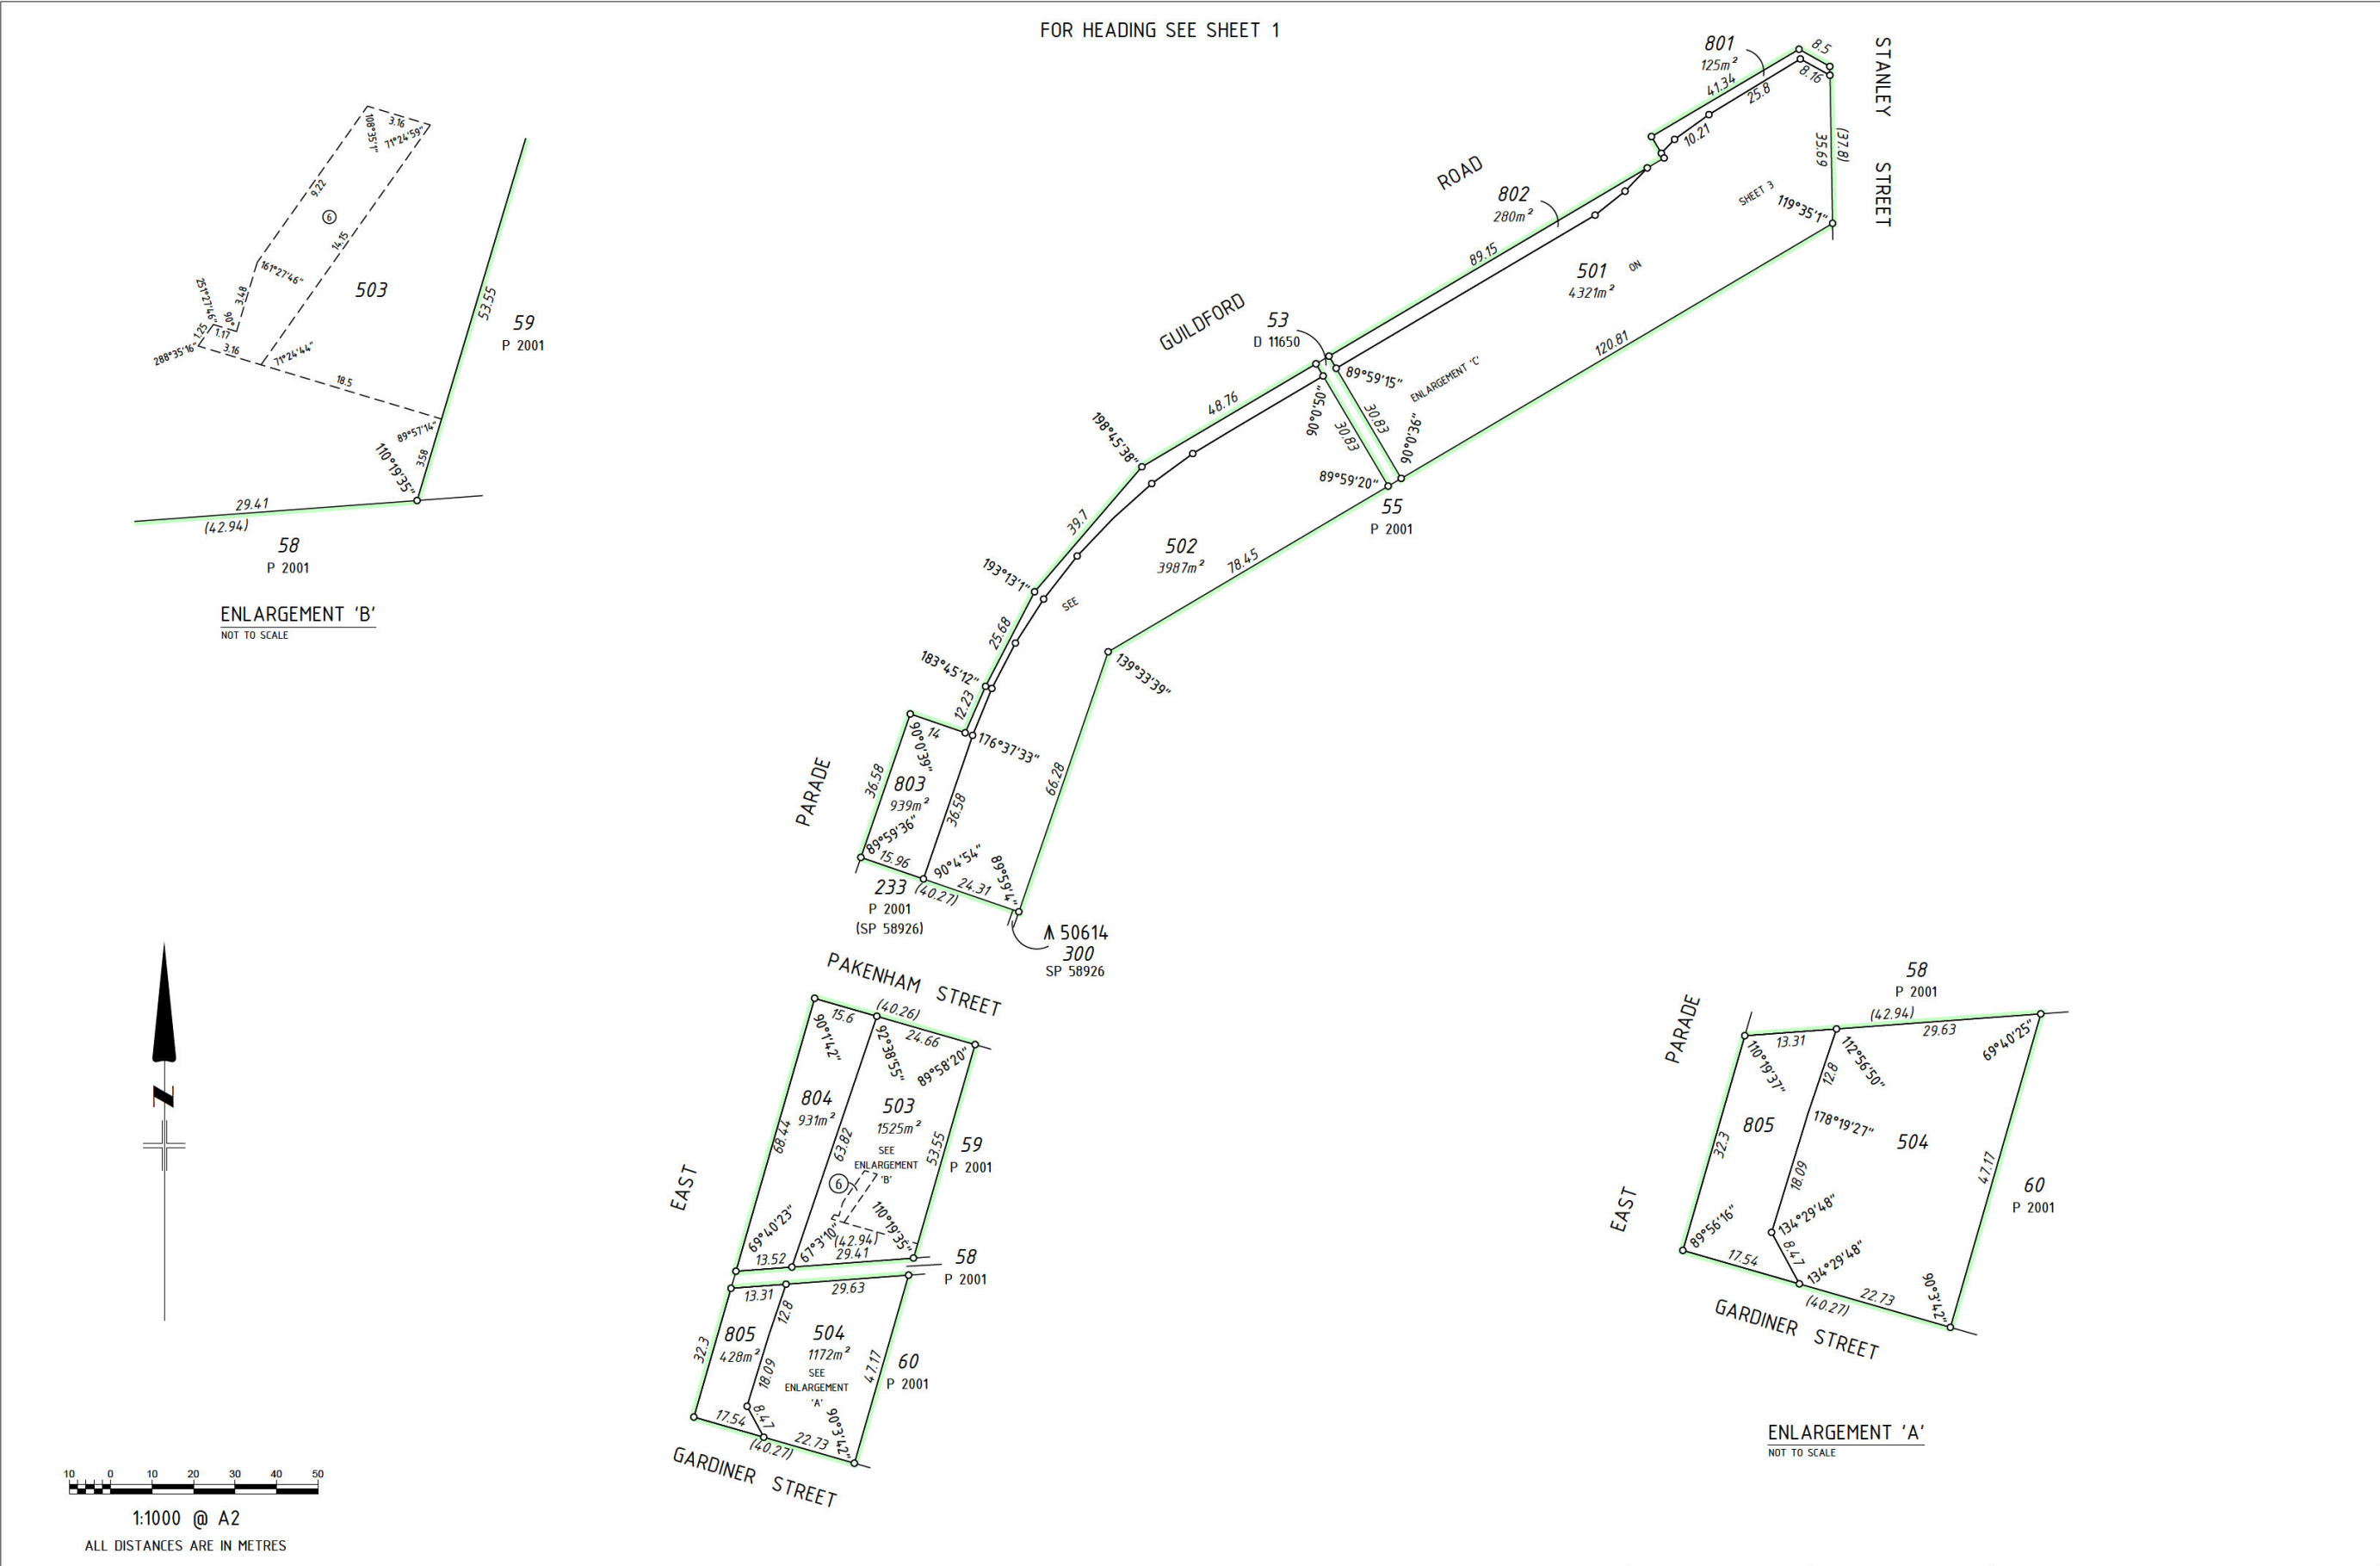 FOR HEADING SEE SHEET 1
801
125m²
8.5
8.16
41.34
25.8
10.21
STANLEY STREET
(37.8)
35.69
119°35'1"
SHEET 3
ROAD
802
280m²
89.15
501
4321m²
ON
120.81
GUILDFORD
53
D 11650
89°59'15"
ENLARGEMENT 'C'
30.83
90°0'36"
90°0'50"
30.83
89°59'20"
55
P 2001
48.76
198°45'38"
39.7
502
3987m²
78.45
193°13'1"
SEE
25.68
183°45'12"
139°33'39"
12.23
14
90°0'39"
176°37'33"
PARADE
36.58
803
939m²
36.58
66.28
89°59'36"
15.96
90°4'54"
24.31
89°59'4"
(40.27)
233
P 2001
(SP 58926)
50614
300
SP 58926
PAKENHAM STREET
15.6
(40.26)
24.66
90°1'42"
92°38'55"
89°58'20"
804
931m²
503
1525m²
SEE
ENLARGEMENT
'B'
68.44
63.82
53.55
59
P 2001
6
EAST
69°40'23"
67°3'10"
110°19'35"
(42.94)
13.52
29.41
58
P 2001
13.31
29.63
12.8
805
428m²
504
1172m²
SEE
ENLARGEMENT
'A'
32.3
18.09
47.17
60
P 2001
8.47
17.54
22.73
90°3'42"
(40.27)
GARDINER STREET
3.16
108°35'1"
71°24'59"
9.22
6
14.15
161°27'46"
503
251°27'46"
3.48
90°
1.25
1.17
288°35'16"
3.16
71°24'44"
18.5
53.55
59
P 2001
89°57'14"
110°19'35"
3.58
29.41
(42.94)
58
P 2001
ENLARGEMENT 'B'
NOT TO SCALE
58
P 2001
PARADE
(42.94)
13.31
29.63
69°40'25"
110°19'37"
112°56'50"
12.8
805
178°19'27"
504
32.3
18.09
47.17
60
P 2001
EAST
89°56'16"
134°29'48"
8.47
134°29'48"
17.54
22.73
90°3'42"
(40.27)
GARDINER STREET
ENLARGEMENT 'A'
NOT TO SCALE
N
10 0 10 20 30 40 50
1:1000 @ A2
ALL DISTANCES ARE IN METRES